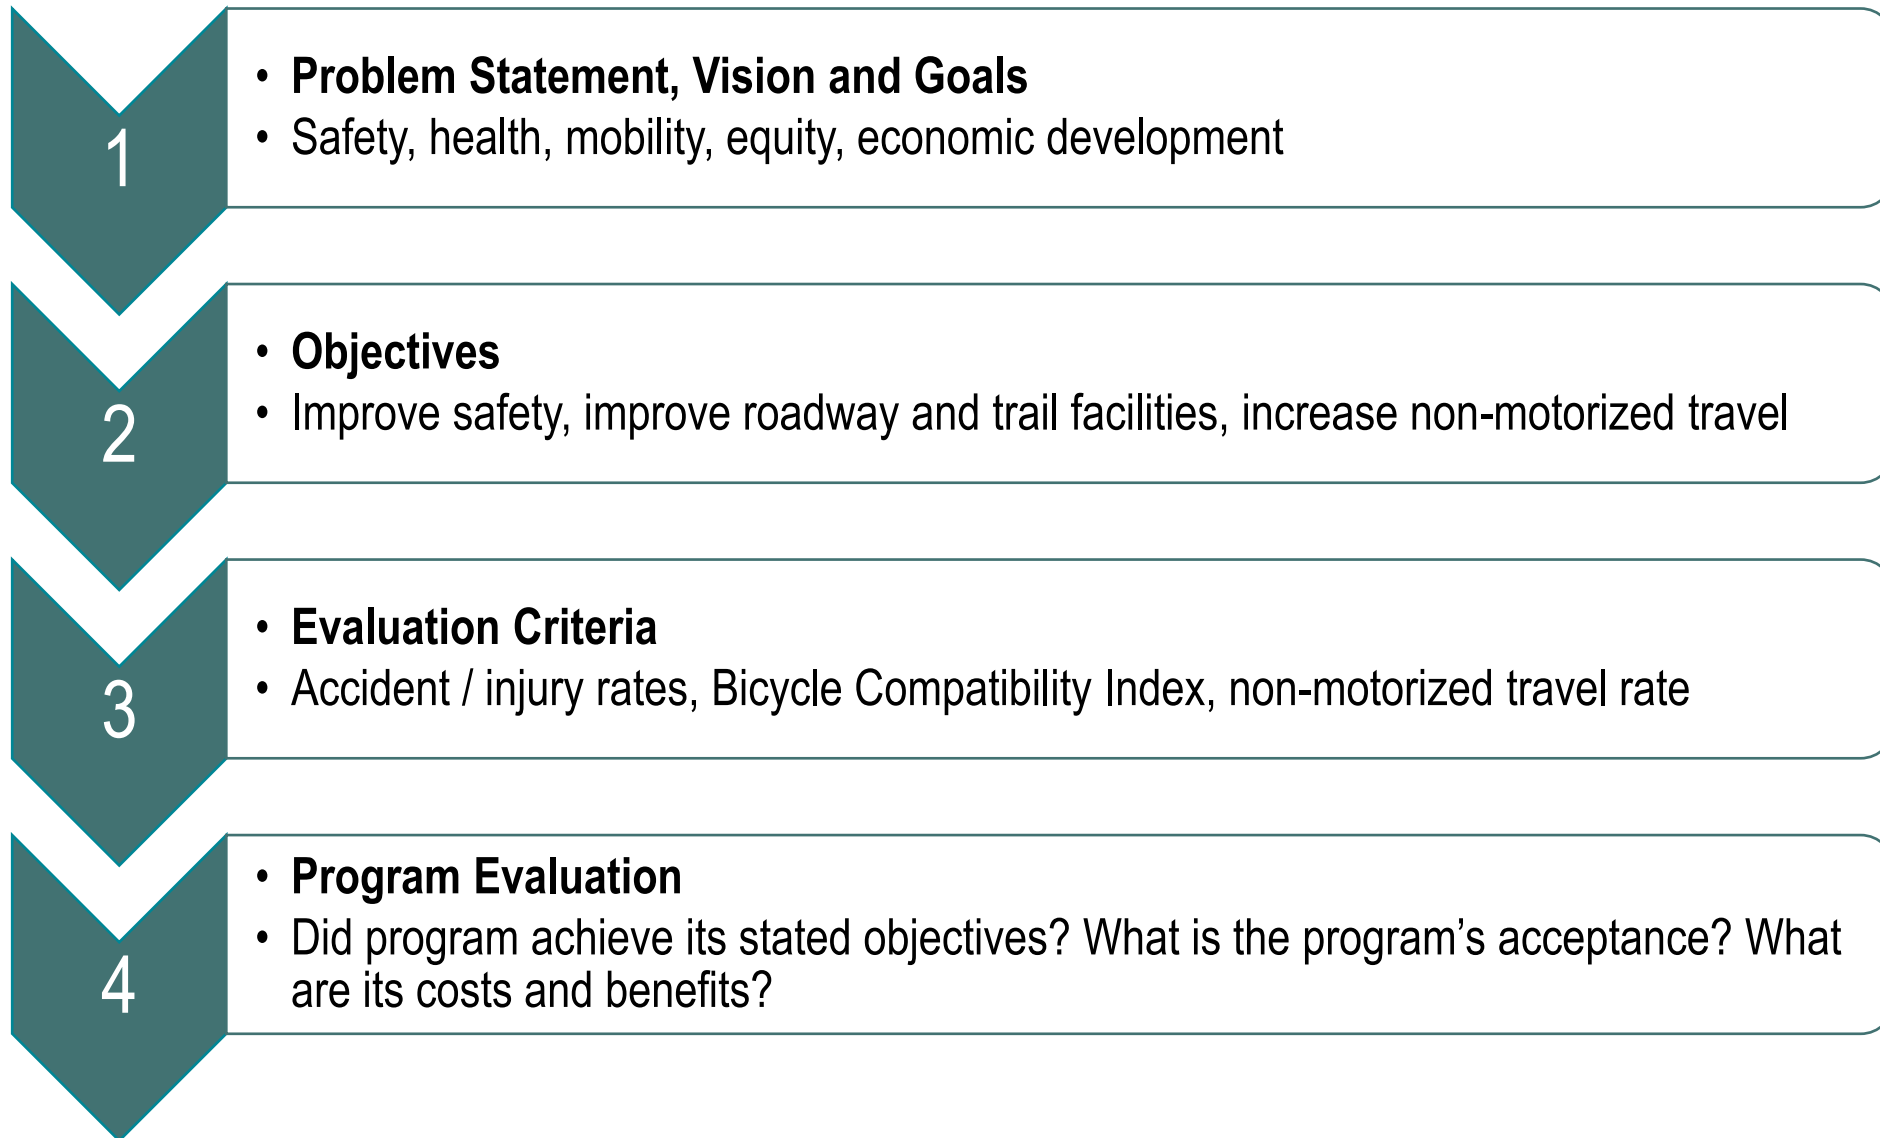 1
• Problem Statement, Vision and Goals
• Safety, health, mobility, equity, economic development
2
• Objectives
• Improve safety, improve roadway and trail facilities, increase non-motorized travel
3
• Evaluation Criteria
• Accident / injury rates, Bicycle Compatibility Index, non-motorized travel rate
4
• Program Evaluation
• Did program achieve its stated objectives? What is the program’s acceptance? What
are its costs and benefits?